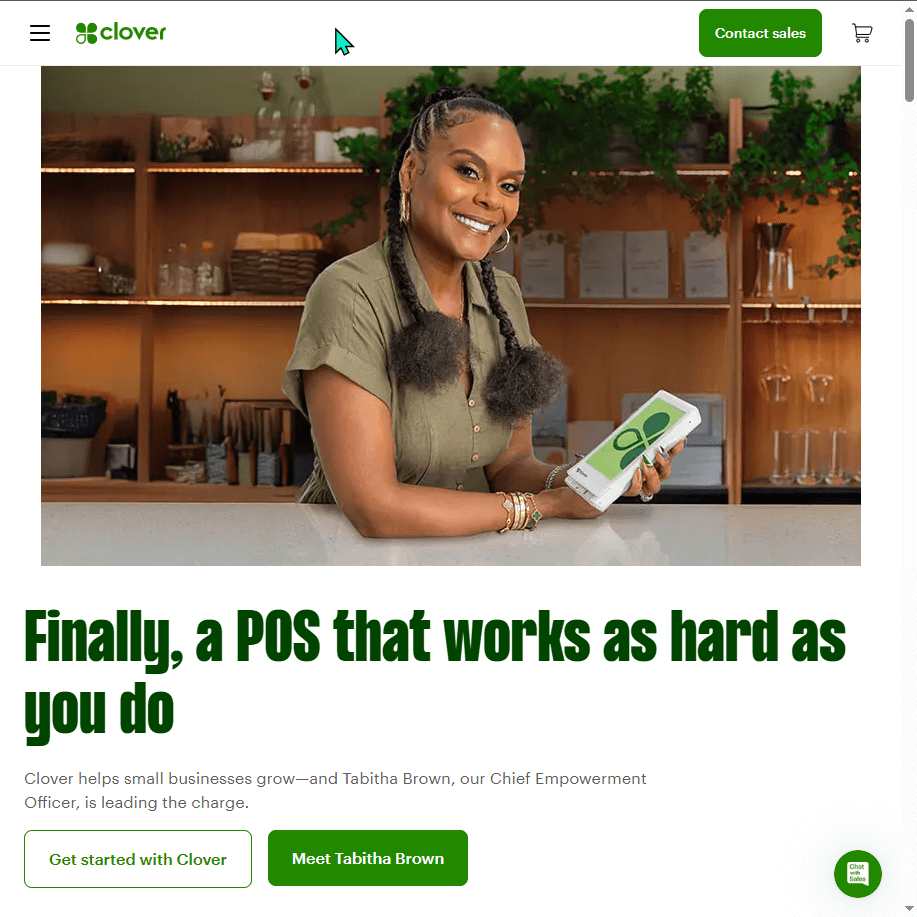 clover
Contact sales
Finally, a POS that works as hard as
you do
Clover helps small businesses grow—and Tabitha Brown, our Chief Empowerment
Officer, is leading the charge.
Get started with Clover
Meet Tabitha Brown
Chat
with
Sales